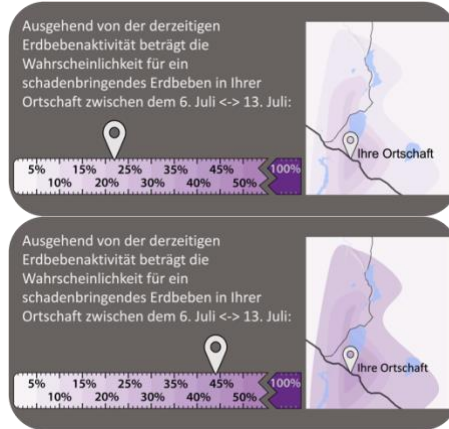 Ausgehend von der derzeitigen
Erdbebenaktivität beträgt die
Wahrscheinlichkeit für ein
schadenbringendes Erdbeben in Ihrer
Ortschaft zwischen dem 6. Juli <-> 13. Juli:
Ihre Ortschaft
5% 15% 25% 35% 45% 100%
10% 20% 30% 40% 50%
Ausgehend von der derzeitigen
Erdbebenaktivität beträgt die
Wahrscheinlichkeit für ein
schadenbringendes Erdbeben in Ihrer
Ortschaft zwischen dem 6. Juli <-> 13. Juli:
Ihre Ortschaft
5% 15% 25% 35% 45% 100%
10% 20% 30% 40% 50%